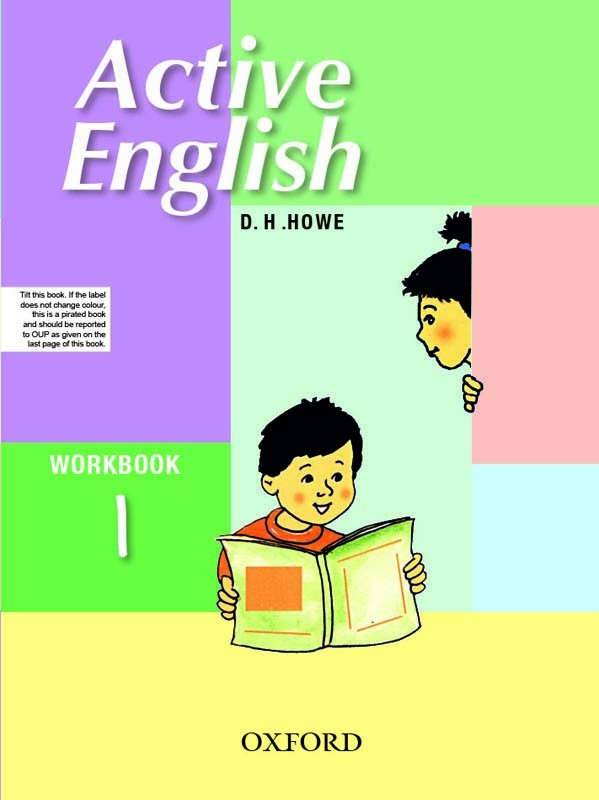 Active
English
D. H .HOWE
Tilt this book. If the label
does not change colour,
this is a pirated book
and should be reported
to OUP as given on the
last page of this book.
WORKBOOK
1
OXFORD